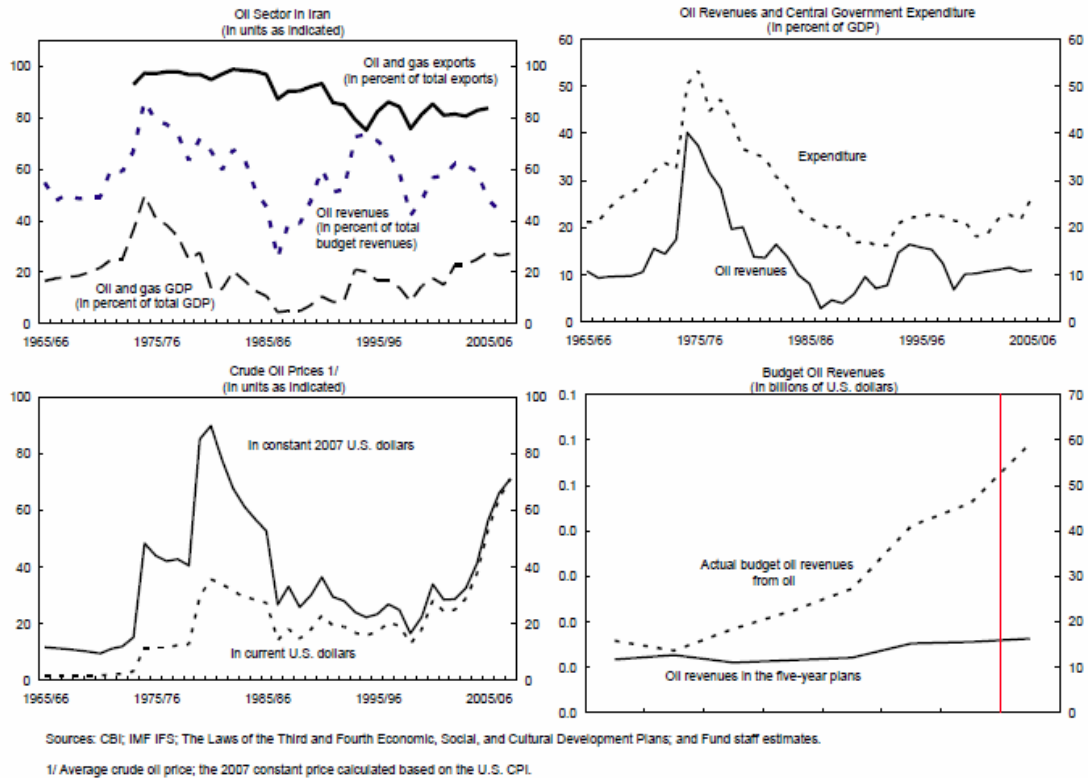 Oil Sector in Iran
(In units as indicated)
100
80
60
40
20
0
Oil and gas exports
(In percent of total exports)
Oil revenues
(In percent of total
budget revenues)
Oil and gas GDP
(In percent of total GDP)
100
80
60
40
20
0
1965/66 1975/76 1985/86 1995/96 2005/06
Oil Revenues and Central Government Expenditure
(In percent of GDP)
60
50
40
30
20
10
0
Expenditure
Oil revenues
60
50
40
30
20
10
0
1965/66 1975/76 1985/86 1995/96 2005/06
Crude Oil Prices 1/
(In units as indicated)
100
80
60
40
20
0
In constant 2007 U.S. dollars
In current U.S. dollars
100
80
60
40
20
0
1965/66 1975/76 1985/86 1995/96 2005/06
Budget Oil Revenues
(In billions of U.S. dollars)
0.1
0.1
0.1
0.0
0.0
0.0
0.0
0.0
Actual budget oil revenues
from oil
Oil revenues in the five-year plans
70
60
50
40
30
20
10
0
Sources: CBI; IMF IFS; The Laws of the Third and Fourth Economic, Social, and Cultural Development Plans; and Fund staff estimates.
1/ Average crude oil price; the 2007 constant price calculated based on the U.S. CPI.